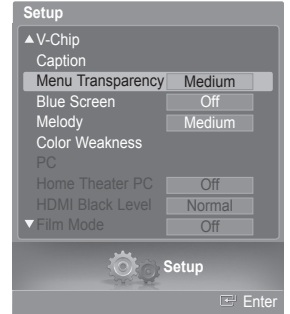 Setup
▲V-Chip
Caption
Menu Transparency Medium
Blue Screen Off
Melody Medium
Color Weakness
PC
Home Theater PC Off
HDMI Black Level Normal
▼Film Mode Off
Setup
Enter